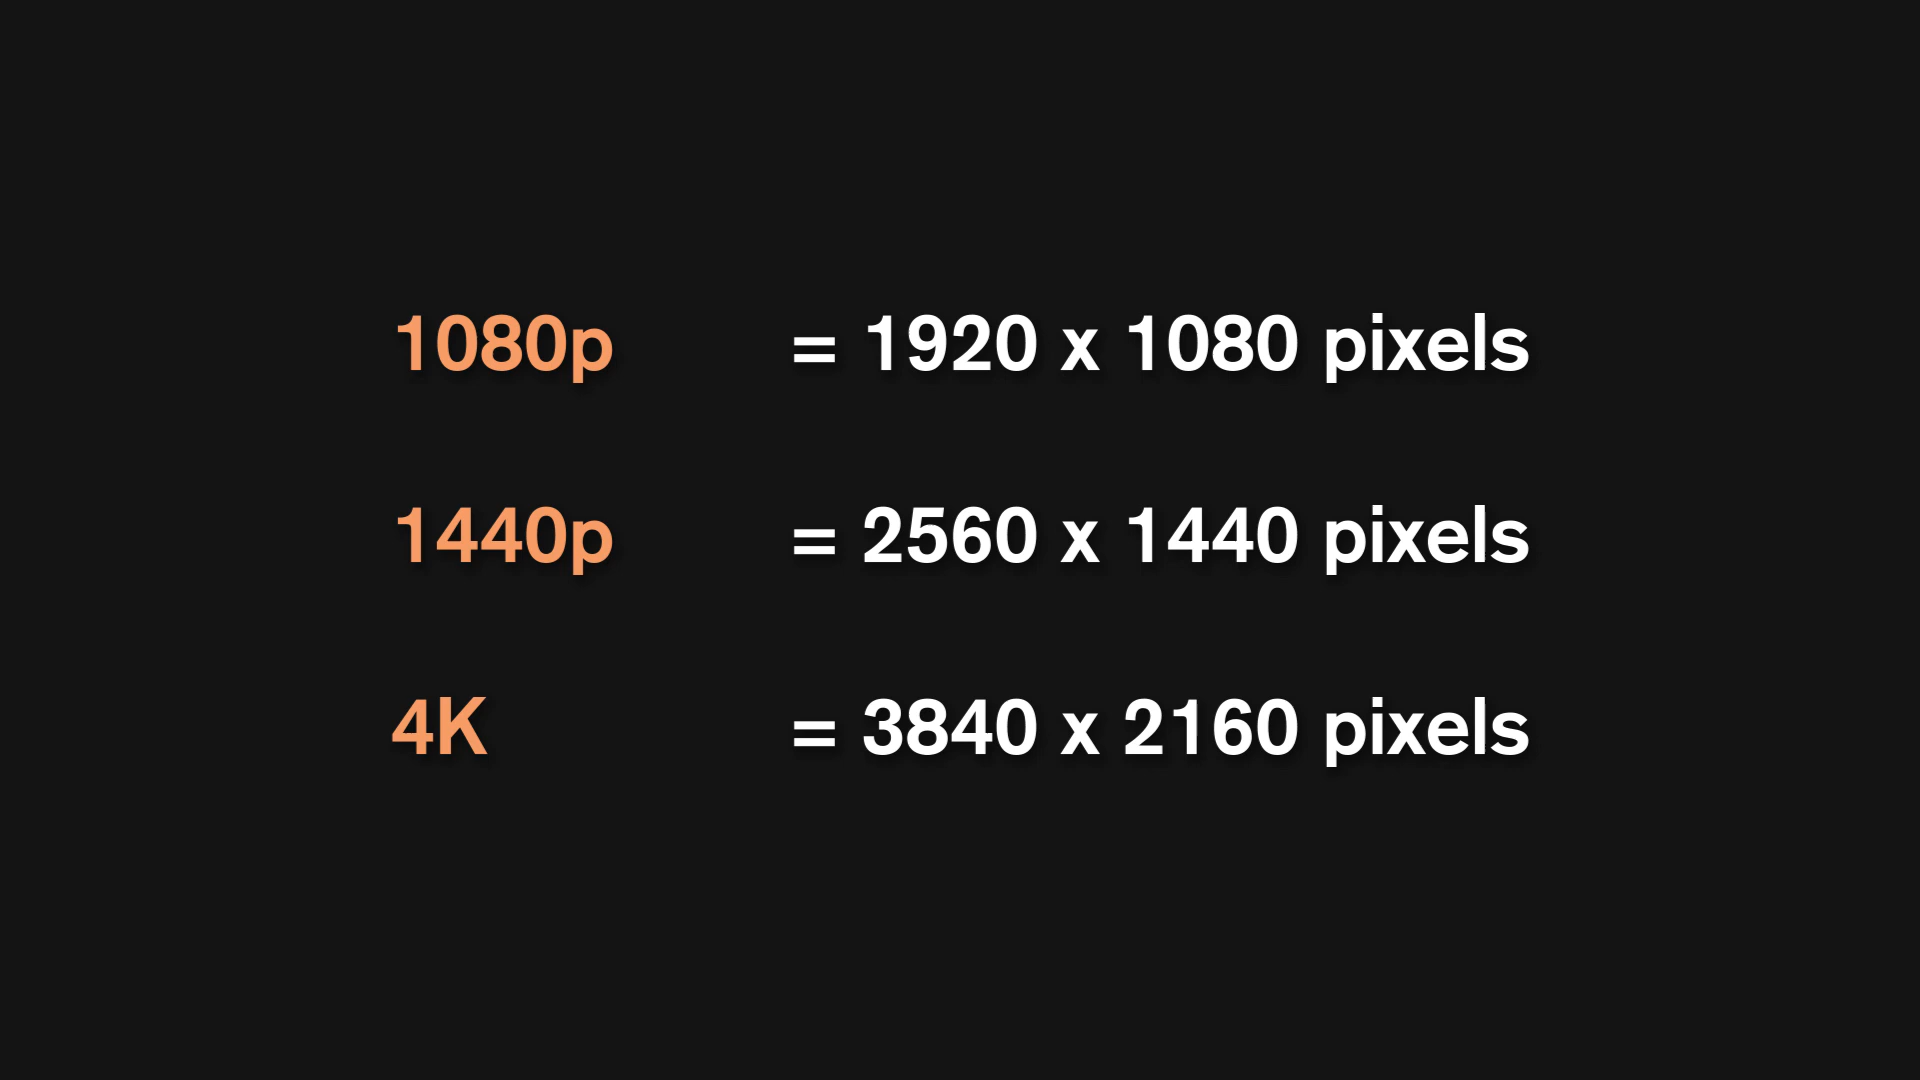 1080p = 1920 x 1080 pixels
1440p = 2560 x 1440 pixels
4K = 3840 x 2160 pixels